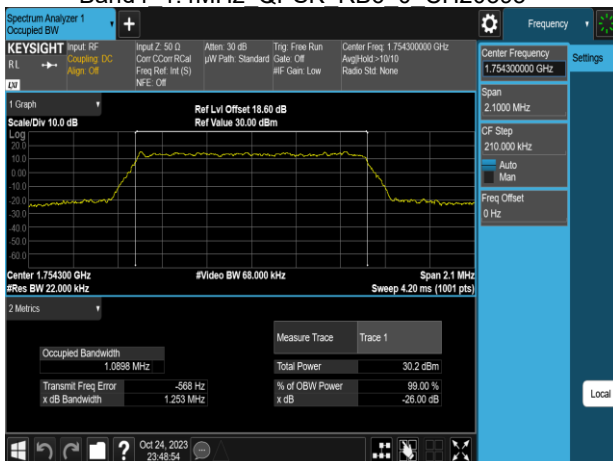 Spectrum Analyzer 1
Occupied BW
Frequency
KEYSIGHT
RL
Input: RF
Coupling: DC
Align: Off
Input Z: 50 Ω
Corr CCorr RCal
Freq Ref: Int (S)
NFE: Off
Atten: 30 dB
µW Path: Standard
Trig: Free Run
Gate: Off
#IF Gain: Low
Center Freq: 1.754300000 GHz
Avg|Hold:>10/10
Radio Std: None
Center Frequency
1.754300000 GHz
Settings
Span
2.1000 MHz
CF Step
210.000 kHz
Auto
Man
Freq Offset
0 Hz
1 Graph
Scale/Div 10.0 dB
Ref Lvl Offset 18.60 dB
Ref Value 30.00 dBm
Log
20.0
10.0
0.00
-10.0
-20.0
-30.0
-40.0
-50.0
-60.0
Center 1.754300 GHz
#Res BW 22.000 kHz
#Video BW 68.000 kHz
Span 2.1 MHz
Sweep 4.20 ms (1001 pts)
2 Metrics
Measure Trace
Trace 1
Occupied Bandwidth
1.0898 MHz
Total Power
30.2 dBm
Transmit Freq Error
-568 Hz
% of OBW Power
99.00 %
x dB Bandwidth
1.253 MHz
x dB
-26.00 dB
Local
?
Oct 24, 2023
23:48:54